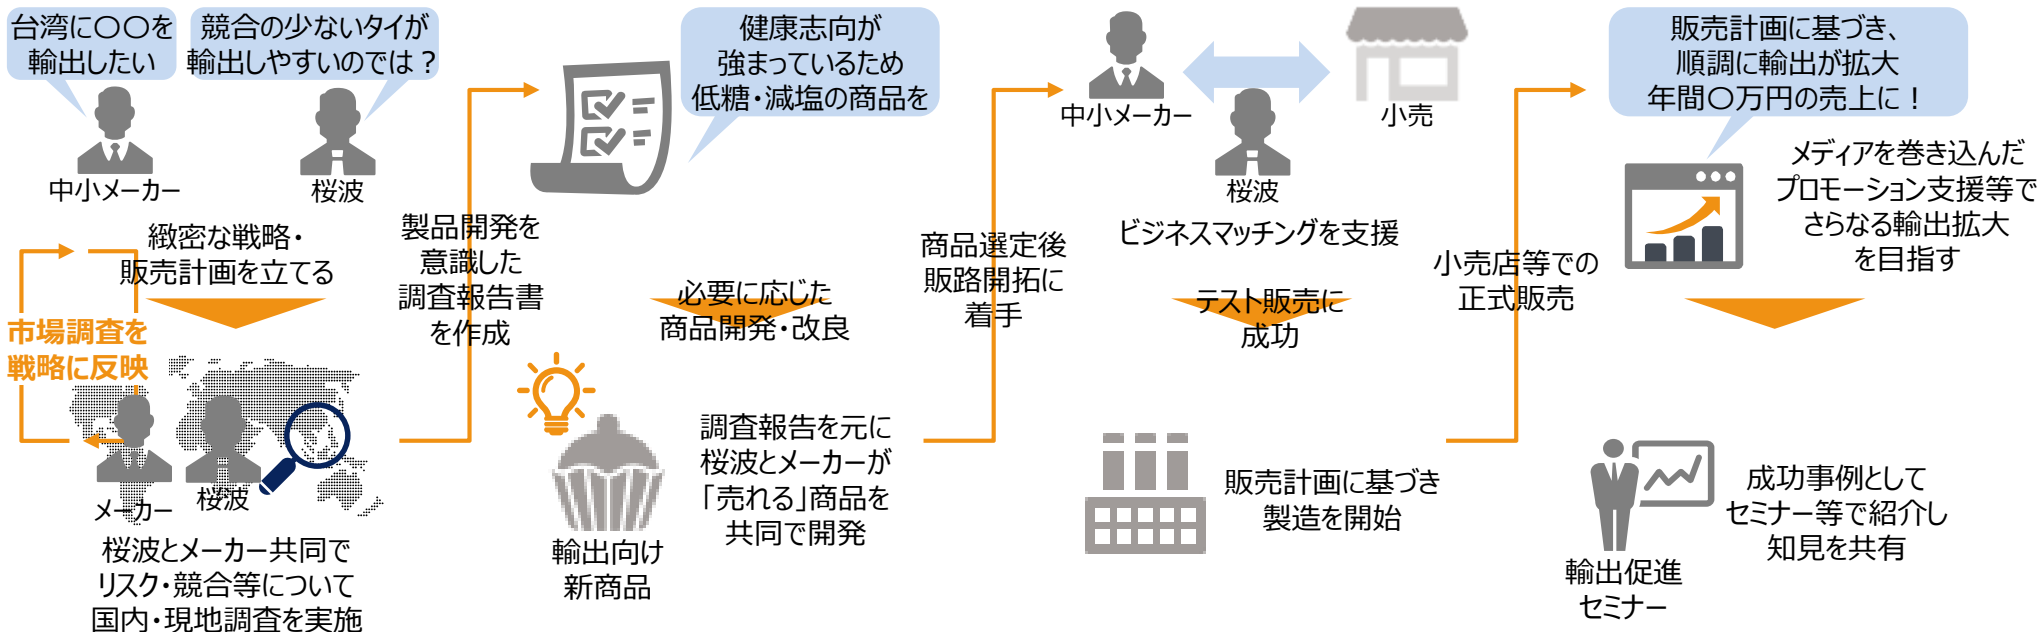 台湾に〇〇を
輸出したい
競合の少ないタイが
輸出しやすいのでは？
中小メーカー
桜波
緻密な戦略・
販売計画を立てる
市場調査を
戦略に反映
メーカー
桜波
桜波とメーカー共同で
リスク・競合等について
国内・現地調査を実施
製品開発を
意識した
調査報告書
を作成
健康志向が
強まっているため
低糖・減塩の商品を
必要に応じた
商品開発・改良
調査報告を元に
桜波とメーカーが
「売れる」商品を
共同で開発
輸出向け
新商品
商品選定後
販路開拓に
着手
中小メーカー
小売
桜波
ビジネスマッチングを支援
テスト販売に
成功
販売計画に基づき
製造を開始
小売店等での
正式販売
販売計画に基づき、
順調に輸出が拡大
年間〇万円の売上に！
メディアを巻き込んだ
プロモーション支援等で
さらなる輸出拡大
を目指す
成功事例として
セミナー等で紹介し
知見を共有
輸出促進
セミナー